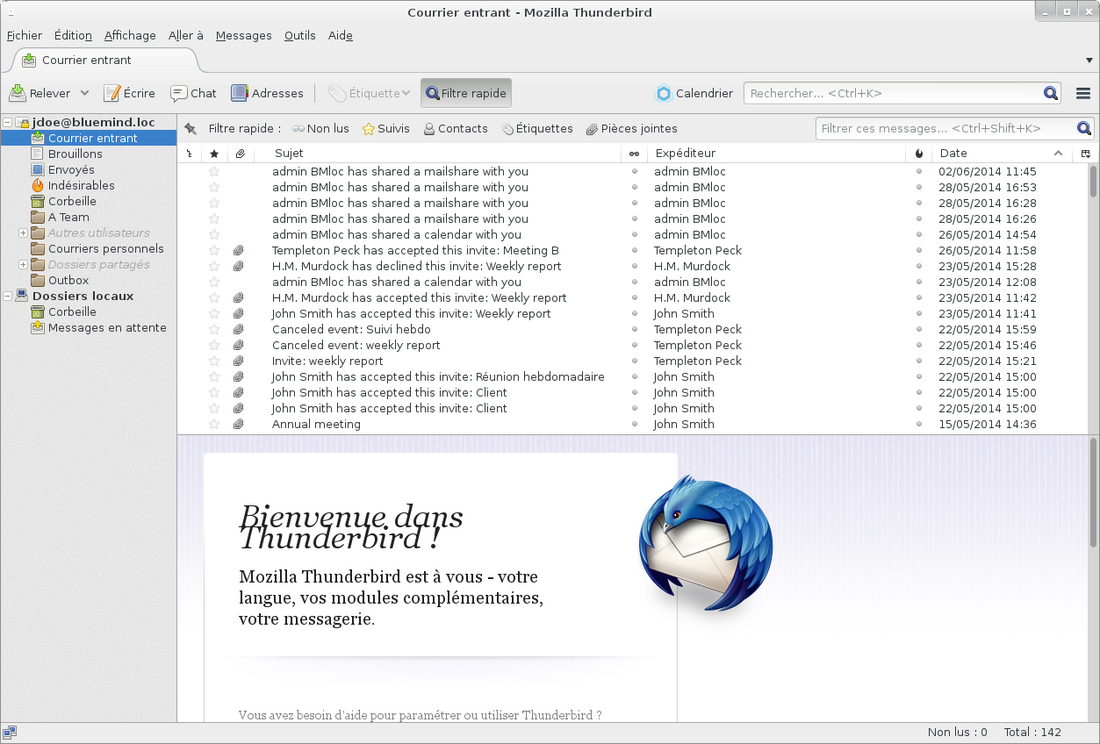 Courrier entrant - Mozilla Thunderbird
Fichier Édition Affichage Aller à Messages Outils Aide
Courrier entrant
Relever Écrire Chat Adresses Étiquette Filtre rapide Calendrier Rechercher... <Ctrl+K>
jdoe@bluemind.loc
Courrier entrant
Brouillons
Envoyés
Indésirables
Corbeille
A Team
Autres utilisateurs
Courriers personnels
Dossiers partagés
Outbox
Dossiers locaux
Corbeille
Messages en attente
Filtre rapide : Non lus Suivis Contacts Étiquettes Pièces jointes Filtrer ces messages... <Ctrl+Shift+K>
Sujet Expéditeur Date
admin BMloc has shared a mailshare with you admin BMloc 02/06/2014 11:45
admin BMloc has shared a mailshare with you admin BMloc 28/05/2014 16:53
admin BMloc has shared a mailshare with you admin BMloc 28/05/2014 16:28
admin BMloc has shared a mailshare with you admin BMloc 28/05/2014 16:26
admin BMloc has shared a calendar with you admin BMloc 26/05/2014 14:54
Templeton Peck has accepted this invite: Meeting B Templeton Peck 26/05/2014 11:58
H.M. Murdock has declined this invite: Weekly report H.M. Murdock 23/05/2014 15:28
admin BMloc has shared a calendar with you admin BMloc 23/05/2014 12:08
H.M. Murdock has accepted this invite: Weekly report H.M. Murdock 23/05/2014 11:42
John Smith has accepted this invite: Weekly report John Smith 23/05/2014 11:41
Canceled event: Suivi hebdo Templeton Peck 22/05/2014 15:59
Canceled event: weekly report Templeton Peck 22/05/2014 15:46
Invite: weekly report Templeton Peck 22/05/2014 15:21
John Smith has accepted this invite: Réunion hebdomadaire John Smith 22/05/2014 15:00
John Smith has accepted this invite: Client John Smith 22/05/2014 15:00
John Smith has accepted this invite: Client John Smith 22/05/2014 15:00
Annual meeting John Smith 15/05/2014 14:36
Bienvenue dans
Thunderbird !
Mozilla Thunderbird est à vous - votre
langue, vos modules complémentaires,
votre messagerie.
Vous avez besoin d'aide pour paramétrer ou utiliser Thunderbird ?
Non lus : 0 Total : 142